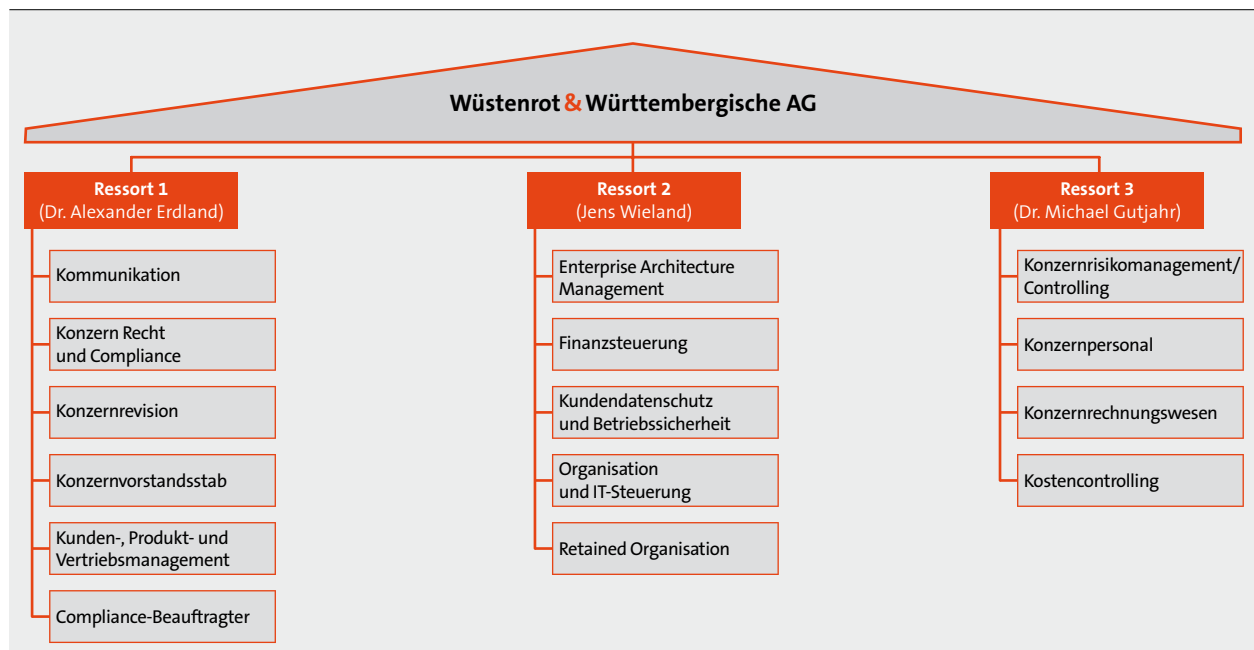 Wüstenrot & Württembergische AG
Ressort 1
(Dr. Alexander Erdland)
Kommunikation
Konzern Recht
und Compliance
Konzernrevision
Konzernvorstandsstab
Kunden-, Produkt- und
Vertriebsmanagement
Compliance-Beauftragter
Ressort 2
(Jens Wieland)
Enterprise Architecture
Management
Finanzsteuerung
Kundendatenschutz
und Betriebssicherheit
Organisation
und IT-Steuerung
Retained Organisation
Ressort 3
(Dr. Michael Gutjahr)
Konzernrisikomanagement/
Controlling
Konzernpersonal
Konzernrechnungswesen
Kostencontrolling